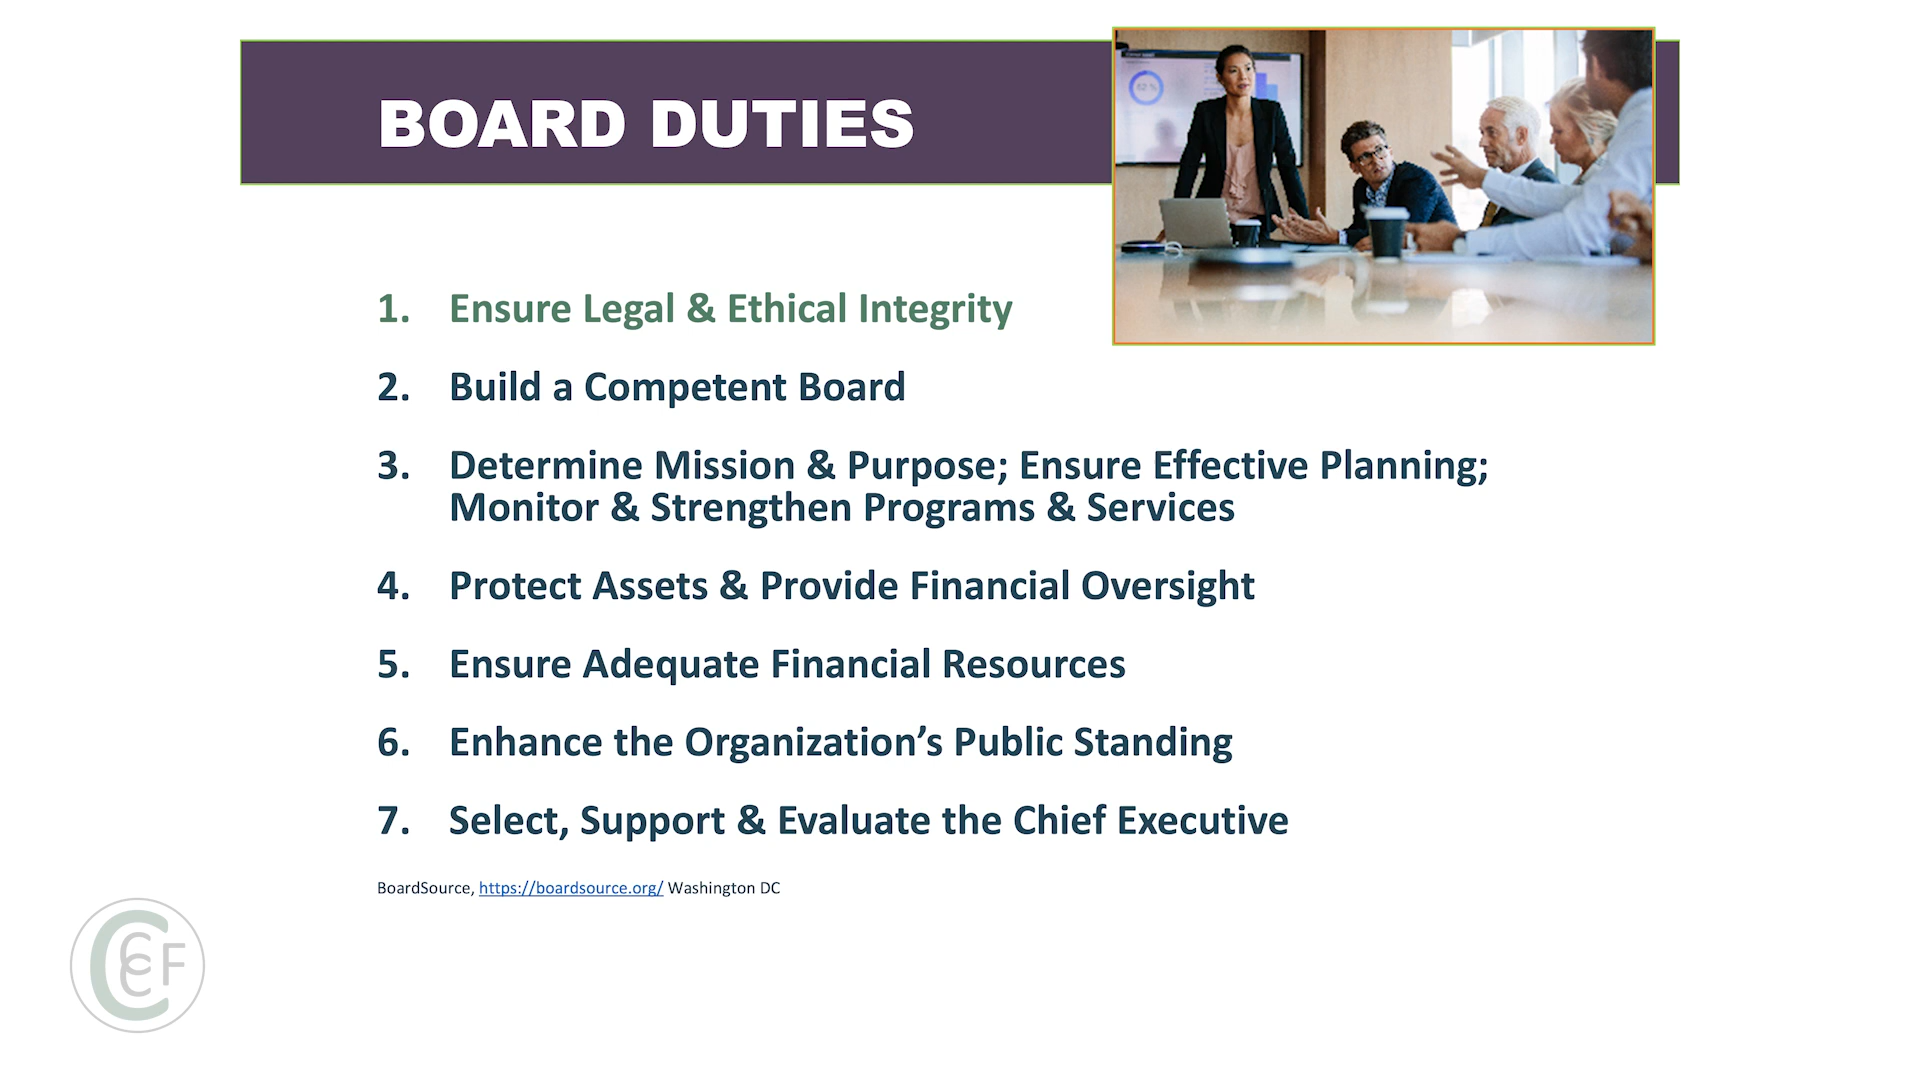 BOARD DUTIES
1. Ensure Legal & Ethical Integrity
2. Build a Competent Board
3. Determine Mission & Purpose; Ensure Effective Planning;
Monitor & Strengthen Programs & Services
4. Protect Assets & Provide Financial Oversight
5. Ensure Adequate Financial Resources
6. Enhance the Organization’s Public Standing
7. Select, Support & Evaluate the Chief Executive
BoardSource, https://boardsource.org/ Washington DC
CCCF